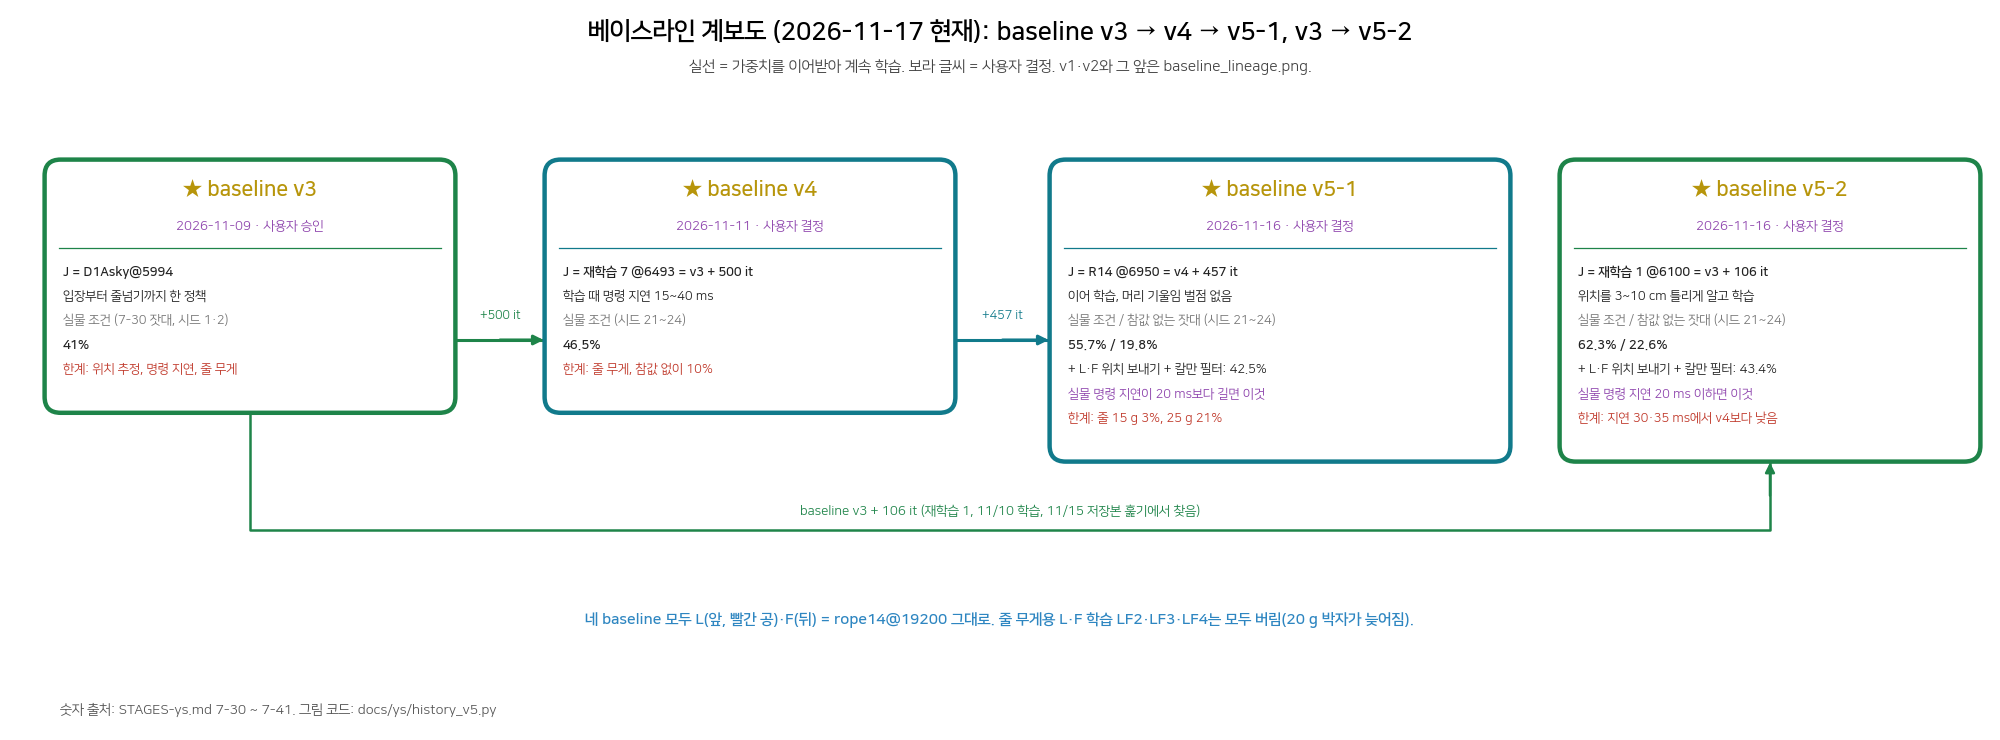 베이스라인 계보도 (2026-11-17 현재): baseline v3 → v4 → v5-1, v3 → v5-2
실선 = 가중치를 이어받아 계속 학습. 보라 글씨 = 사용자 결정. v1·v2와 그 앞은 baseline_lineage.png.
★ baseline v3
2026-11-09 · 사용자 승인
J = D1Asky@5994
입장부터 줄넘기까지 한 정책
실물 조건 (7-30 잣대, 시드 1·2)
41%
한계: 위치 추정, 명령 지연, 줄 무게
+500 it
★ baseline v4
2026-11-11 · 사용자 결정
J = 재학습 7 @6493 = v3 + 500 it
학습 때 명령 지연 15~40 ms
실물 조건 (시드 21~24)
46.5%
한계: 줄 무게, 참값 없이 10%
+457 it
★ baseline v5-1
2026-11-16 · 사용자 결정
J = R14 @6950 = v4 + 457 it
이어 학습, 머리 기울임 벌점 없음
실물 조건 / 참값 없는 잣대 (시드 21~24)
55.7% / 19.8%
+ L·F 위치 보내기 + 칼만 필터: 42.5%
실물 명령 지연이 20 ms보다 길면 이것
한계: 줄 15 g 3%, 25 g 21%
★ baseline v5-2
2026-11-16 · 사용자 결정
J = 재학습 1 @6100 = v3 + 106 it
위치를 3~10 cm 틀리게 알고 학습
실물 조건 / 참값 없는 잣대 (시드 21~24)
62.3% / 22.6%
+ L·F 위치 보내기 + 칼만 필터: 43.4%
실물 명령 지연 20 ms 이하면 이것
한계: 지연 30·35 ms에서 v4보다 낮음
baseline v3 + 106 it (재학습 1, 11/10 학습, 11/15 저장본 훑기에서 찾음)
네 baseline 모두 L(앞, 빨간 공)·F(뒤) = rope14@19200 그대로. 줄 무게용 L·F 학습 LF2·LF3·LF4는 모두 버림(20 g 박자가 늦어짐).
숫자 출처: STAGES-ys.md 7-30 ~ 7-41. 그림 코드: docs/ys/history_v5.py